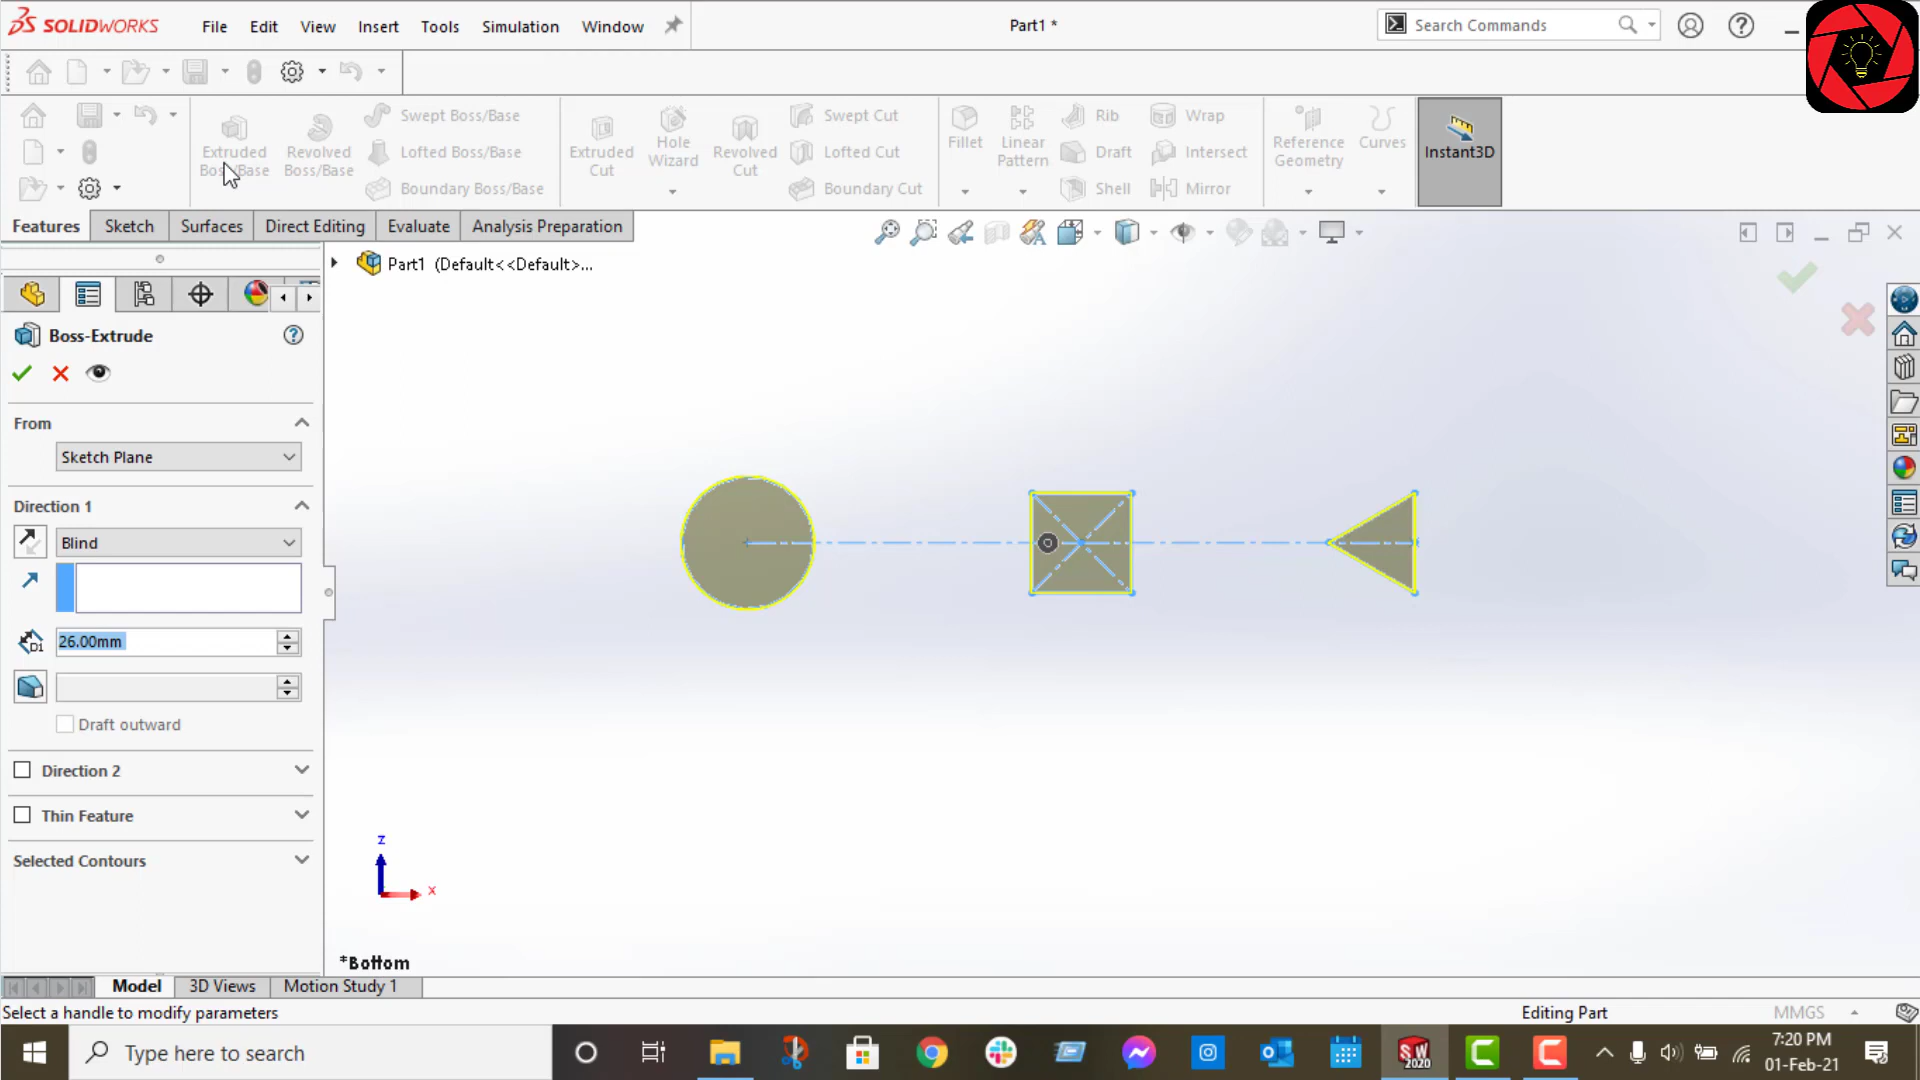 SOLIDWORKS File Edit View Insert Tools Simulation Window Part1 * Search Commands
Extruded Boss/Base
Revolved Boss/Base
Swept Boss/Base
Lofted Boss/Base
Boundary Boss/Base
Extruded Cut
Hole Wizard
Revolved Cut
Swept Cut
Lofted Cut
Boundary Cut
Fillet
Linear Pattern
Rib
Draft
Shell
Wrap
Intersect
Mirror
Reference Geometry
Curves
Instant3D
Features Sketch Surfaces Direct Editing Evaluate Analysis Preparation
Part1 (Default<<Default>...
Boss-Extrude
From
Sketch Plane
Direction 1
Blind
D1
26.00mm
Draft outward
Direction 2
Thin Feature
Selected Contours
z
x
*Bottom
Model 3D Views Motion Study 1
Select a handle to modify parameters Editing Part MMGS
Type here to search
SW 2020
7:20 PM
01-Feb-21